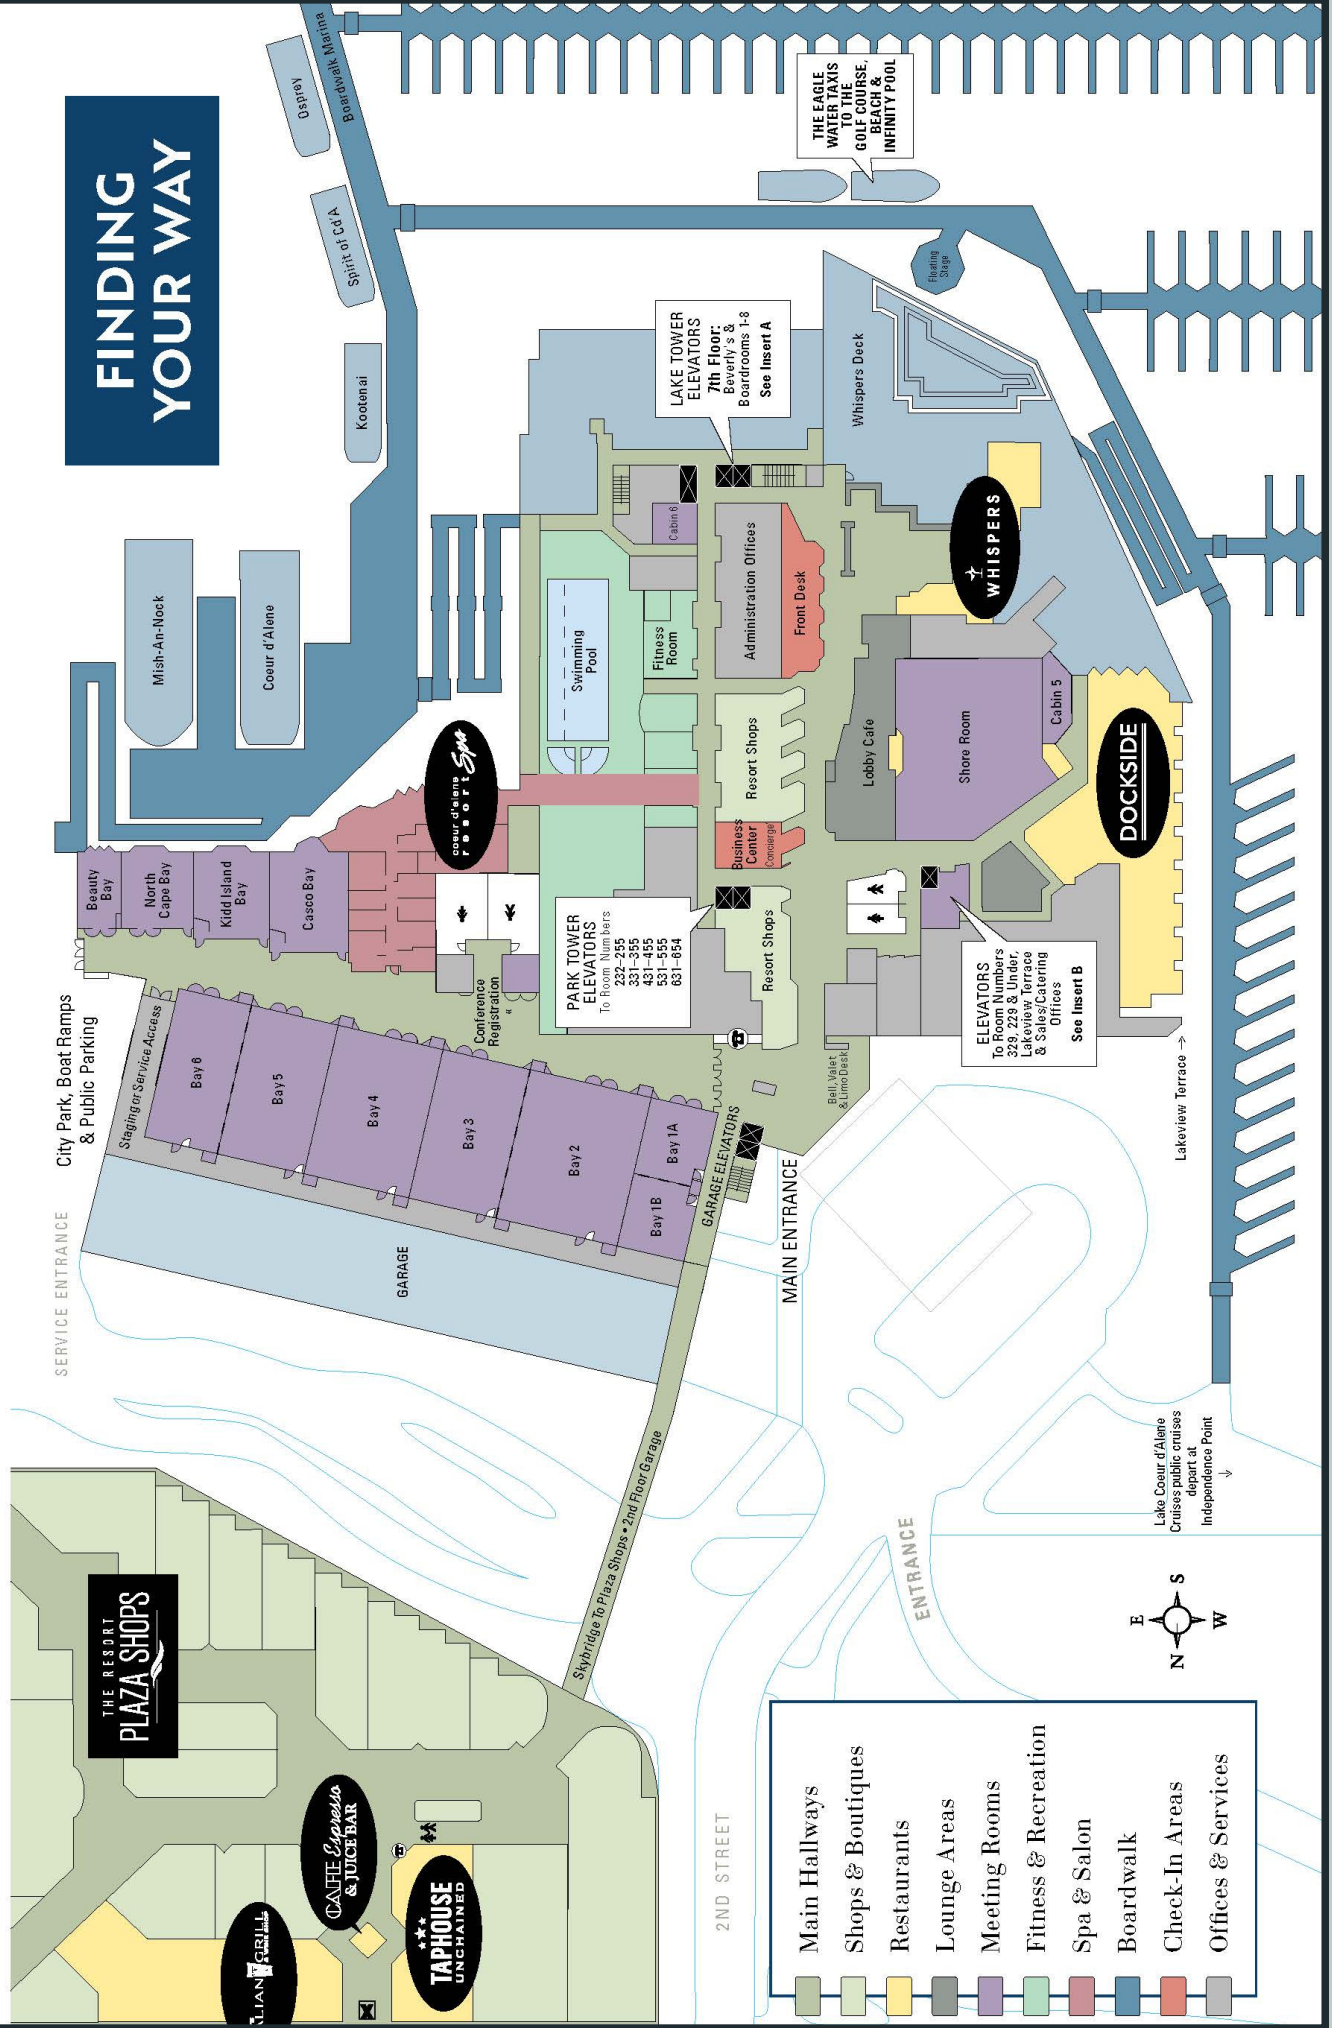 FINDING
YOUR WAY
Osprey
Boardwalk Marina
Spirit of Cd'A
Kootenai
Mish-An-Nock
Coeur d'Alene
THE EAGLE
WATER TAXIS
TO THE
GOLF COURSE,
BEACH &
INFINITY POOL
Floating
Stage
LAKE TOWER
ELEVATORS
7th Floor:
Beverly's &
Boardrooms 1-8
See Insert A
Whispers Deck
WHISPERS
Cabin 6
Administration Offices
Front Desk
Fitness
Room
Swimming
Pool
Resort Shops
Lobby Cafe
Shore Room
Cabin 5
DOCKSIDE
Business
Center
Concierge
coeur d'alene
resort Spa
Beauty
Bay
North
Cape Bay
Kidd Island
Bay
Casco Bay
PARK TOWER
ELEVATORS
To Room Numbers
232-255
331-355
431-455
531-555
631-654
Resort Shops
ELEVATORS
To Room Numbers
329, 229 & Under,
Lakeview Terrace
& Sales/Catering
Offices
See Insert B
Conference
Registration
«
City Park, Boat Ramps
& Public Parking
Staging or Service Access
Bay 6
Bay 5
Bay 4
Bay 3
Bay 2
Bay 1A
Bay 1B
Bell, Valet
& Limo Desk
Lakeview Terrace →
GARAGE ELEVATORS
MAIN ENTRANCE
SERVICE ENTRANCE
GARAGE
Skybridge To Plaza Shops • 2nd Floor Garage
Lake Coeur d'Alene
Cruises public cruises
depart at
Independence Point
←
ENTRANCE
THE RESORT
PLAZA SHOPS
CAFE Espresso
& JUICE BAR
TAPHOUSE
UNCHAINED
GRILL
2ND STREET
N
E
S
W
Main Hallways
Shops & Boutiques
Restaurants
Lounge Areas
Meeting Rooms
Fitness & Recreation
Spa & Salon
Boardwalk
Check-In Areas
Offices & Services